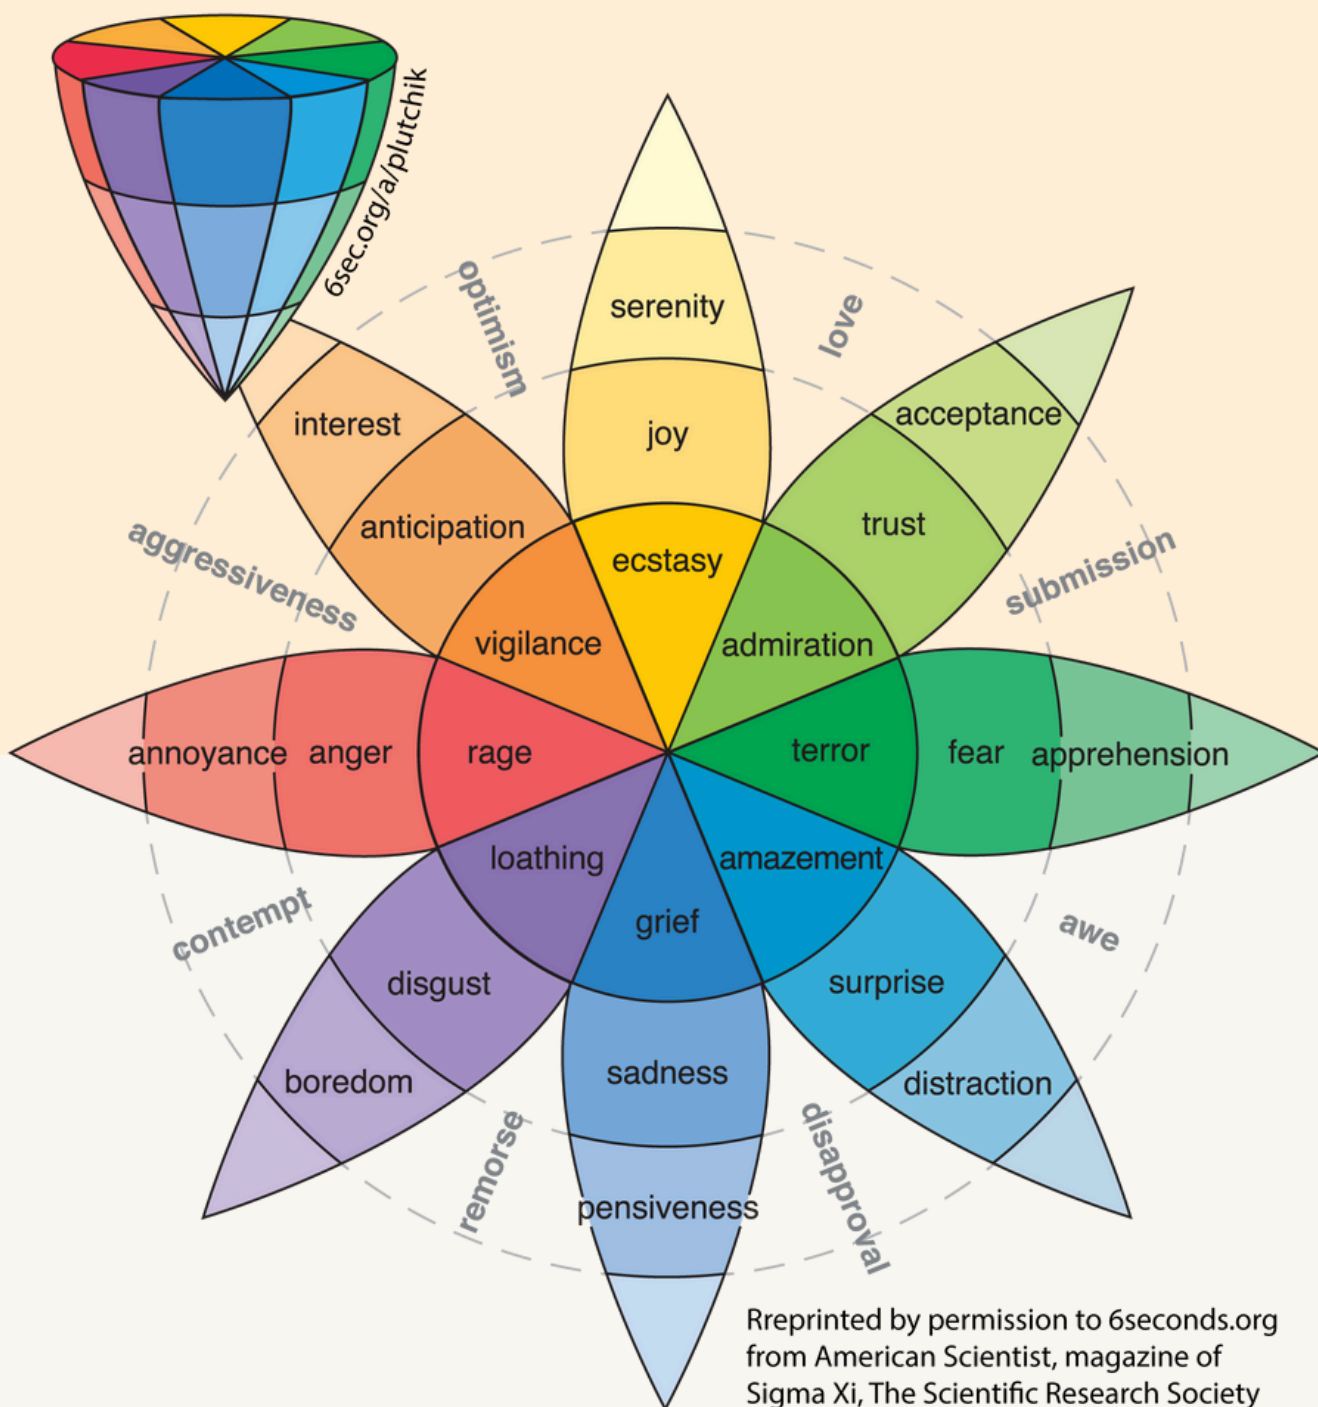 6sec.org/a/plutchik
optimism
love
serenity
interest
joy
acceptance
anticipation
trust
ecstasy
aggressiveness
submission
vigilance
admiration
annoyance
anger
rage
terror
fear
apprehension
loathing
amazement
contempt
grief
awe
disgust
surprise
boredom
sadness
distraction
remorse
disapproval
pensiveness
Rreprinted by permission to 6seconds.org
from American Scientist, magazine of
Sigma Xi, The Scientific Research Society